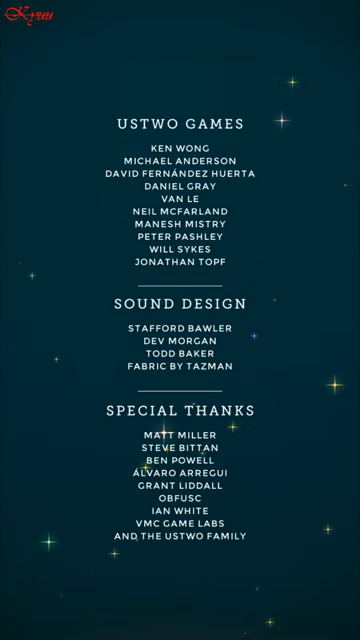 Kyuu
USTWO GAMES
KEN WONG
MICHAEL ANDERSON
DAVID FERNÁNDEZ HUERTA
DANIEL GRAY
VAN LE
NEIL MCFARLAND
MANESH MISTRY
PETER PASHLEY
WILL SYKES
JONATHAN TOPF
SOUND DESIGN
STAFFORD BAWLER
DEV MORGAN
TODD BAKER
FABRIC BY TAZMAN
SPECIAL THANKS
MATT MILLER
STEVE BITTAN
BEN POWELL
ÁLVARO ARREGUI
GRANT LIDDALL
OBFUSC
IAN WHITE
VMC GAME LABS
AND THE USTWO FAMILY